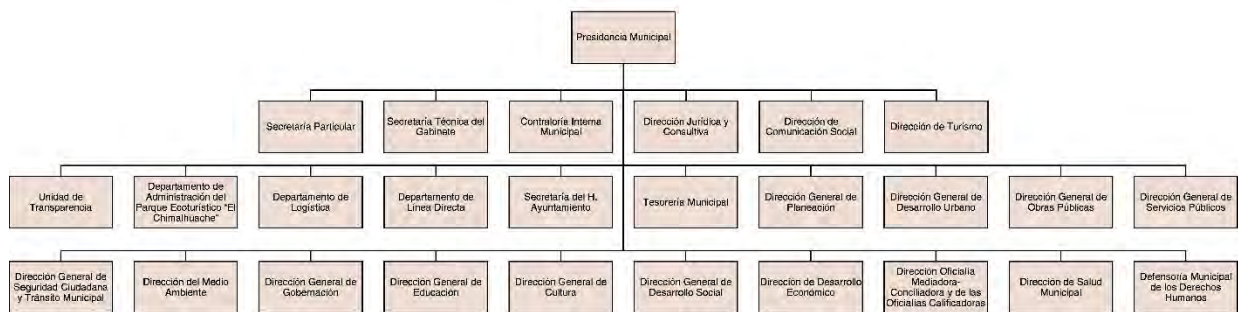 Presidencia Municipal
Secretaría Particular
Secretaría Técnica del
Gabinete
Contraloría Interna
Municipal
Dirección Jurídica y
Consultiva
Dirección de
Comunicación Social
Dirección de Turismo
Unidad de
Transparencia
Departamento de
Administración del
Parque Ecoturístico "El
Chimalhuache"
Departamento de
Logística
Departamento de
Línea Directa
Secretaría del H.
Ayuntamiento
Tesorería Municipal
Dirección General de
Planeación
Dirección General de
Desarrollo Urbano
Dirección General de
Obras Públicas
Dirección General de
Servicios Públicos
Dirección General de
Seguridad Ciudadana
y Tránsito Municipal
Dirección del Medio
Ambiente
Dirección General de
Gobernación
Dirección General de
Educación
Dirección General de
Cultura
Dirección General de
Desarrollo Social
Dirección de Desarrollo
Económico
Dirección Oficialía
Mediadora-
Conciliadora y de las
Oficialías Calificadoras
Dirección de Salud
Municipal
Defensoría Municipal
de los Derechos
Humanos